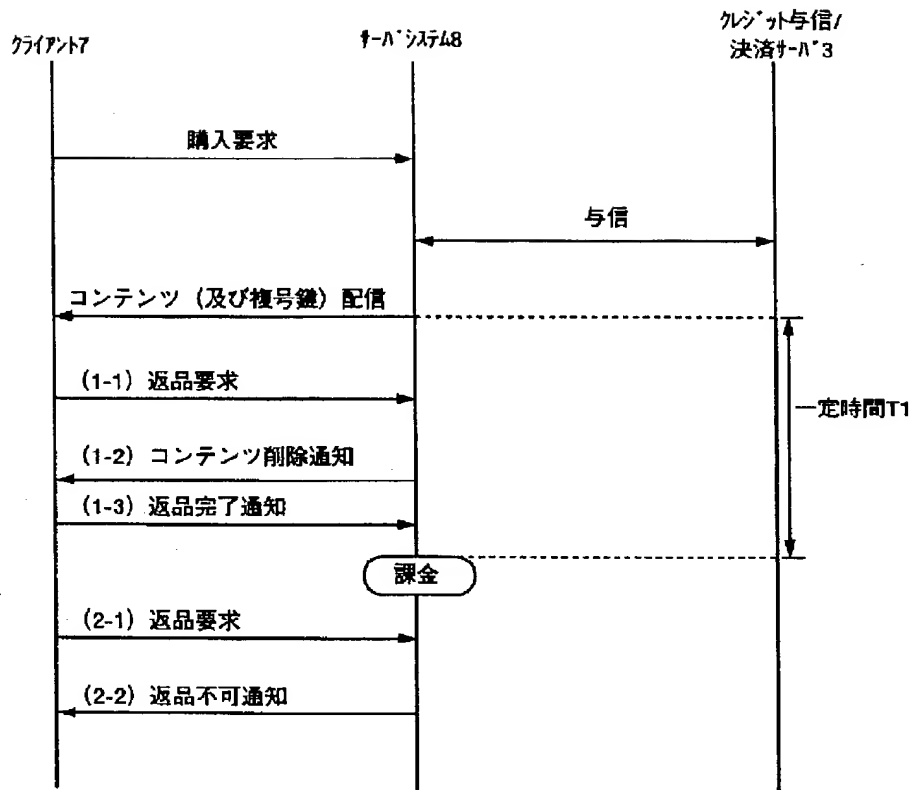 クライアント7
サーバシステム8
クレジット与信/
決済サーバ3
購入要求
与信
コンテンツ（及び複号鍵）配信
(1-1) 返品要求
一定時間T1
(1-2) コンテンツ削除通知
(1-3) 返品完了通知
課金
(2-1) 返品要求
(2-2) 返品不可通知